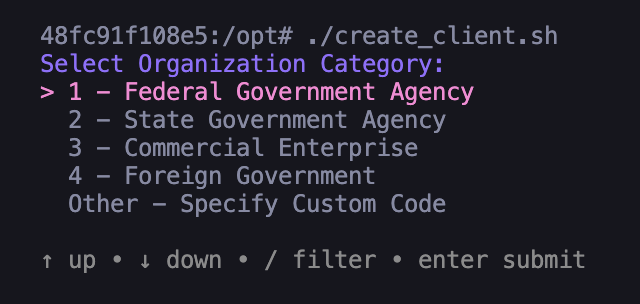 48fc91f108e5:/opt# ./create_client.sh
Select Organization Category:
> 1 – Federal Government Agency
2 – State Government Agency
3 – Commercial Enterprise
4 – Foreign Government
Other – Specify Custom Code
↑ up • ↓ down • / filter • enter submit